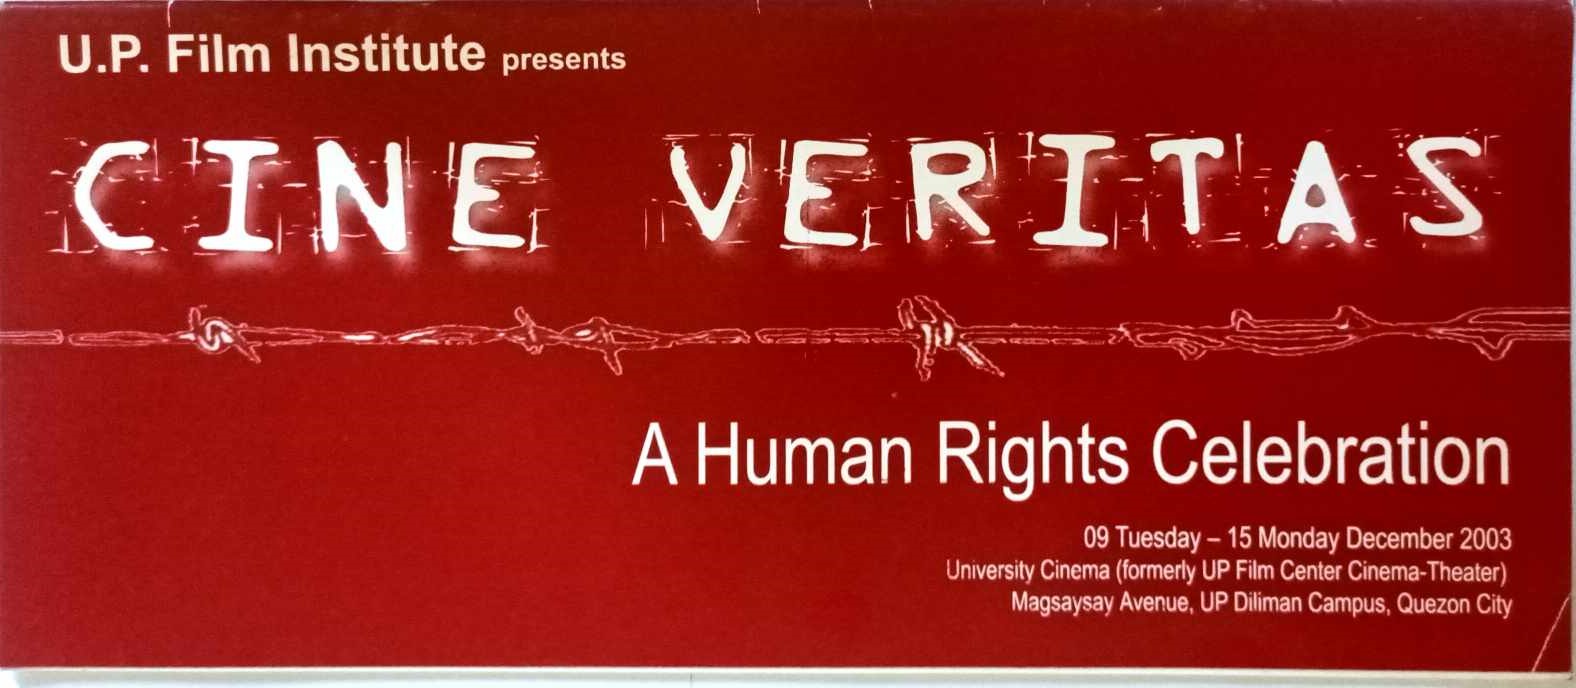 U.P. Film Institute presents
CINE VERITAS
A Human Rights Celebration
09 Tuesday – 15 Monday December 2003
University Cinema (formerly UP Film Center Cinema-Theater)
Magsaysay Avenue, UP Diliman Campus, Quezon City